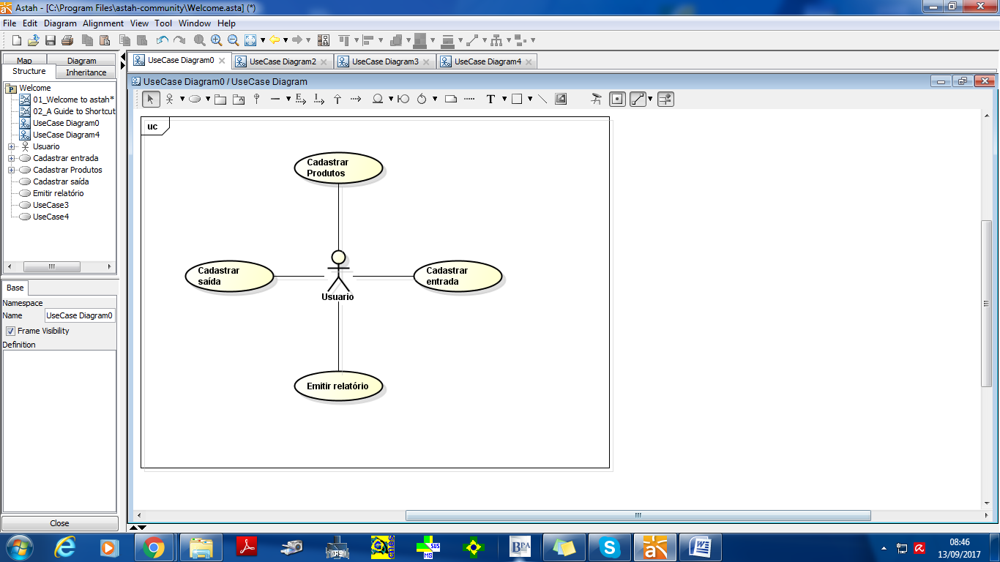 Astah - [C:\Program Files\astah-community\Welcome.asta] (*)
File Edit Diagram Alignment View Tool Window Help
Map Diagram
Structure Inheritance
Welcome
01_Welcome to astah*
02_A Guide to Shortcut
UseCase Diagram0
UseCase Diagram4
Usuario
Cadastrar entrada
Cadastrar Produtos
Cadastrar saída
Emitir relatório
UseCase3
UseCase4
Base
Namespace
Name UseCase Diagram0
Frame Visibility
Definition
Close
UseCase Diagram0 UseCase Diagram2 UseCase Diagram3 UseCase Diagram4
UseCase Diagram0 / UseCase Diagram
T
uc
Cadastrar
Produtos
Cadastrar
saída
Usuario
Cadastrar
entrada
Emitir relatório
SUS
MS
BPA
08:46
13/09/2017